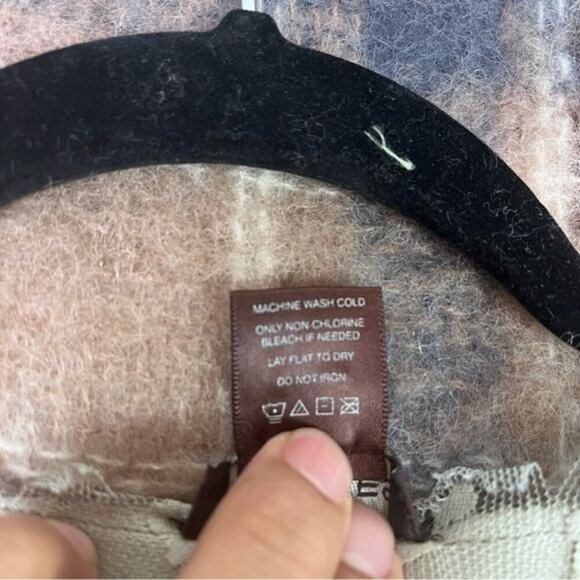 MACHINE WASH COLD
ONLY NON-CHLORINE
BLEACH IF NEEDED
LAY FLAT TO DRY
DO NOT IRON